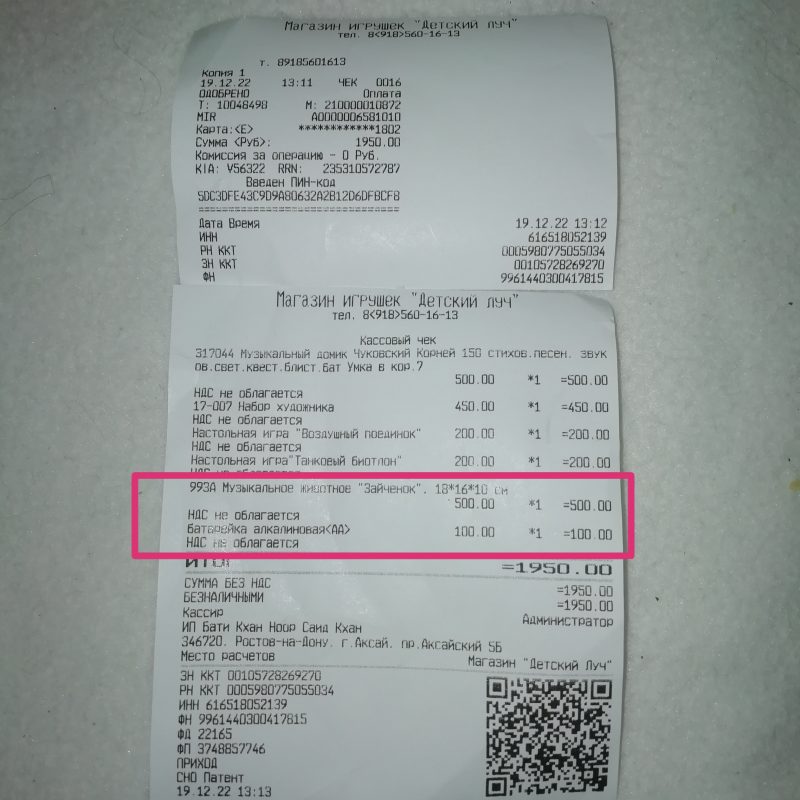 Магазин игрушек "Детский луч"
тел. 8<918>560-16-13
т. 89185601613
Копия 1
19.12.22 13:11 ЧЕК 0016
ОДОБРЕНО Оплата
Т: 10048498 М: 210000010872
MIR A0000006581010
Карта:<E> ************1802
Сумма <Руб>: 1950.00
Комиссия за операцию - 0 Руб.
KIA: V56322 RRN: 235310572787
Введен ПИН-код
5DC3DFE43C9D9A80632A2B12D6DFBCF8
================================
Дата Время 19.12.22 13:12
ИНН 616518052139
РН ККТ 0005980775055034
ЗН ККТ 00105728269270
ФН 9961440300417815
Магазин игрушек "Детский луч"
тел. 8<918>560-16-13
Кассовый чек
317044 Музыкальный домик Чуковский Корней 150 стихов.песен. звук
ов.свет.квест.блист.бат Умка в кор.7
500.00 *1 =500.00
НДС не облагается
17-007 Набор художника 450.00 *1 =450.00
НДС не облагается
Настольная игра "Воздушный поединок" 200.00 *1 =200.00
НДС не облагается
Настольная игра"Танковый биотлон" 200.00 *1 =200.00
НДС не облагается
993А Музыкальное животное "Зайченок". 18*16*10 см
500.00 *1 =500.00
НДС не облагается
батарейка алкалиновая<АА> 100.00 *1 =100.00
НДС не облагается
ИТОГ =1950.00
СУММА БЕЗ НДС =1950.00
БЕЗНАЛИЧНЫМИ =1950.00
Кассир Администратор
ИП Бати Кхан Ноор Саид Кхан
346720. Ростов-на-Дону. г.Аксай. пр.Аксайский 5Б
Место расчетов Магазин "Детский Луч"
ЗН ККТ 00105728269270
РН ККТ 0005980775055034
ИНН 616518052139
ФН 9961440300417815
ФД 22165
ФП 3748857746
ПРИХОД
СНО Патент
19.12.22 13:13